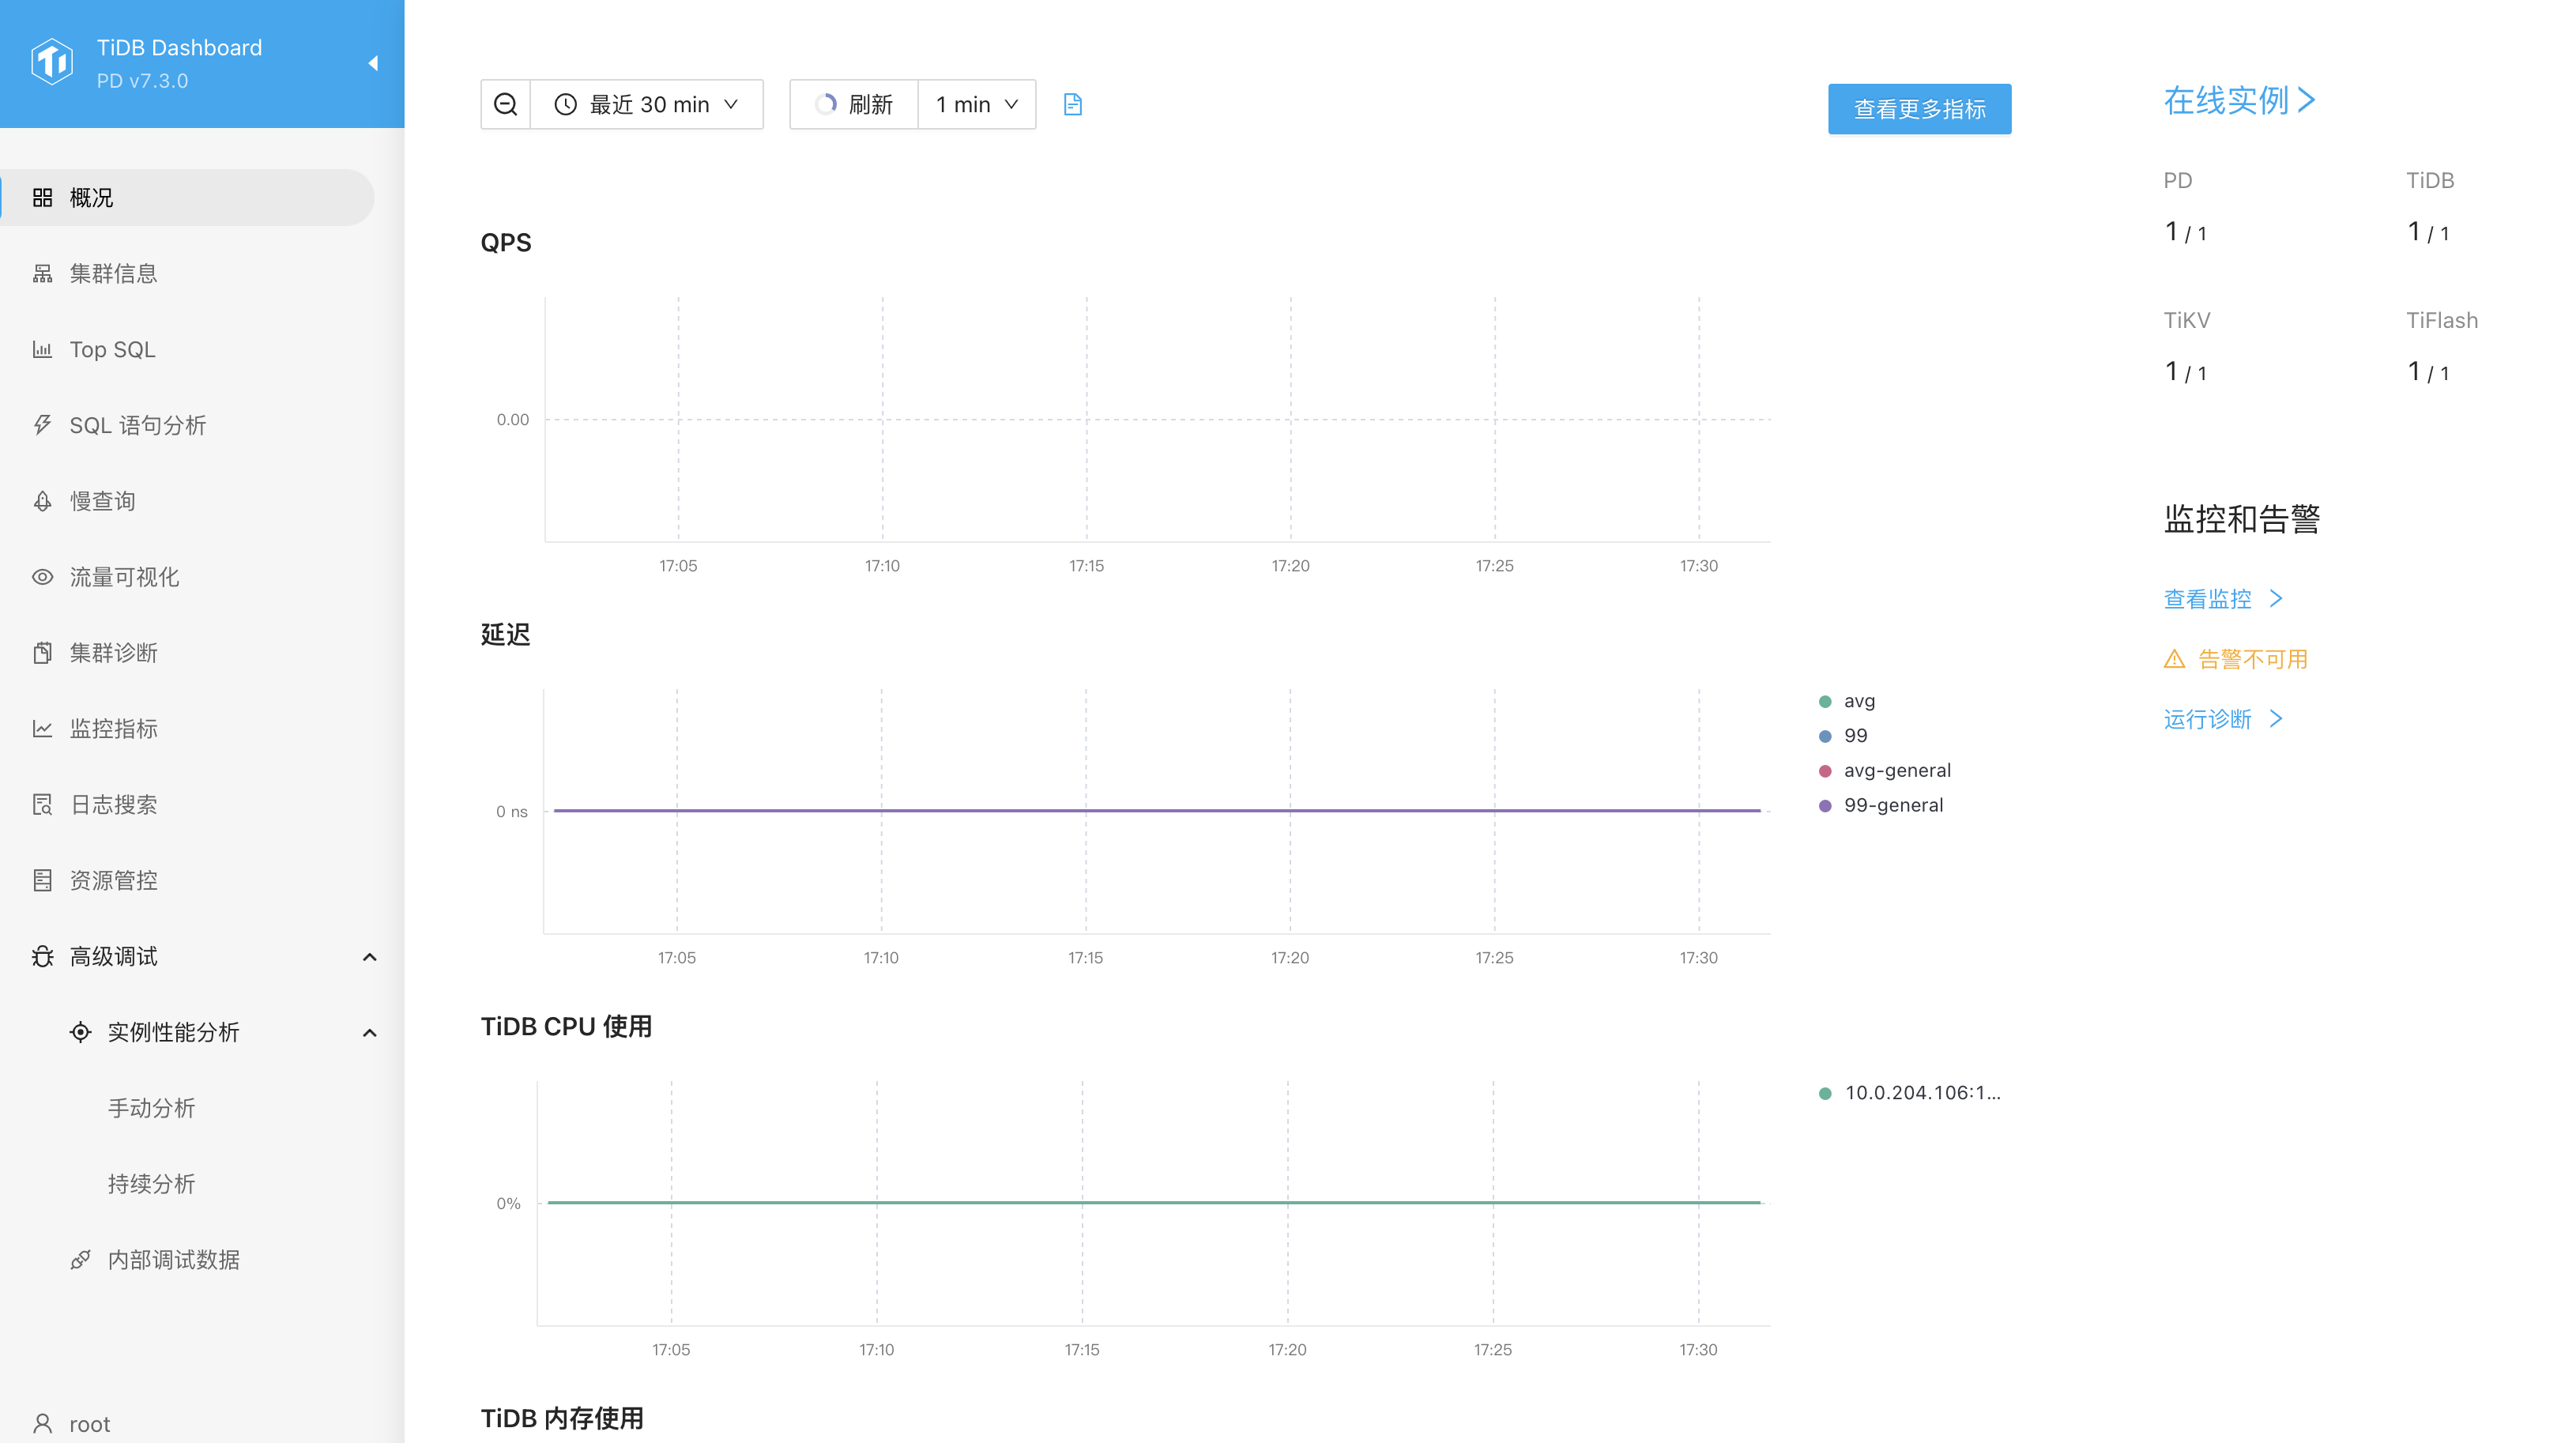 TiDB Dashboard
PD v7.3.0
概况
集群信息
Top SQL
SQL 语句分析
慢查询
流量可视化
集群诊断
监控指标
日志搜索
资源管控
高级调试
实例性能分析
手动分析
持续分析
内部调试数据
root
最近 30 min
刷新
1 min
查看更多指标
QPS
0.00
17:05 17:10 17:15 17:20 17:25 17:30
延迟
0 ns
17:05 17:10 17:15 17:20 17:25 17:30
avg
99
avg-general
99-general
TiDB CPU 使用
0%
17:05 17:10 17:15 17:20 17:25 17:30
10.0.204.106:1...
TiDB 内存使用
在线实例
PD TiDB
1 / 1 1 / 1
TiKV TiFlash
1 / 1 1 / 1
监控和告警
查看监控
告警不可用
运行诊断